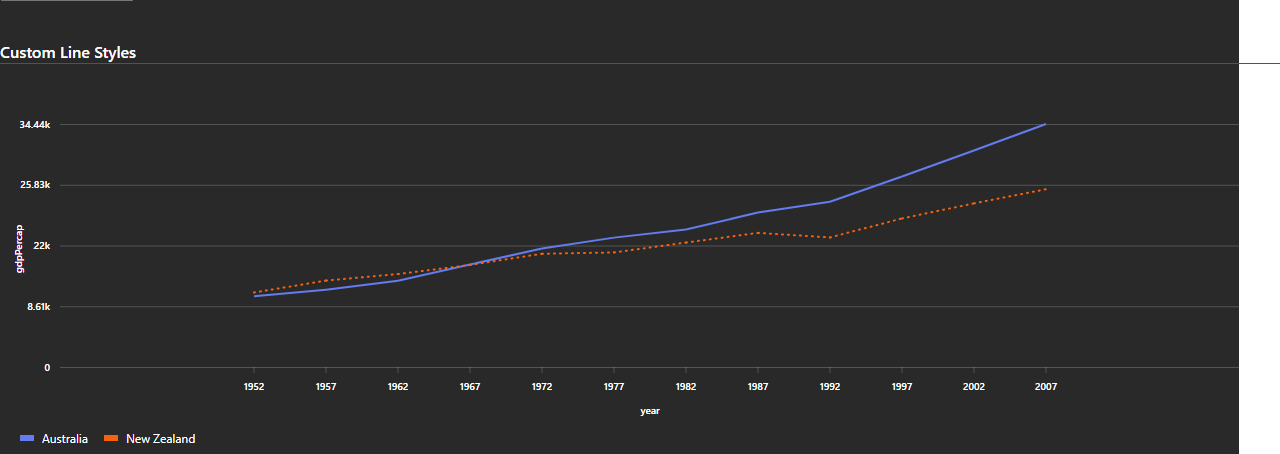 Custom Line Styles
34.44k
25.83k
22k
8.61k
0
gdpPercap
1952 1957 1962 1967 1972 1977 1982 1987 1992 1997 2002 2007
year
Australia New Zealand